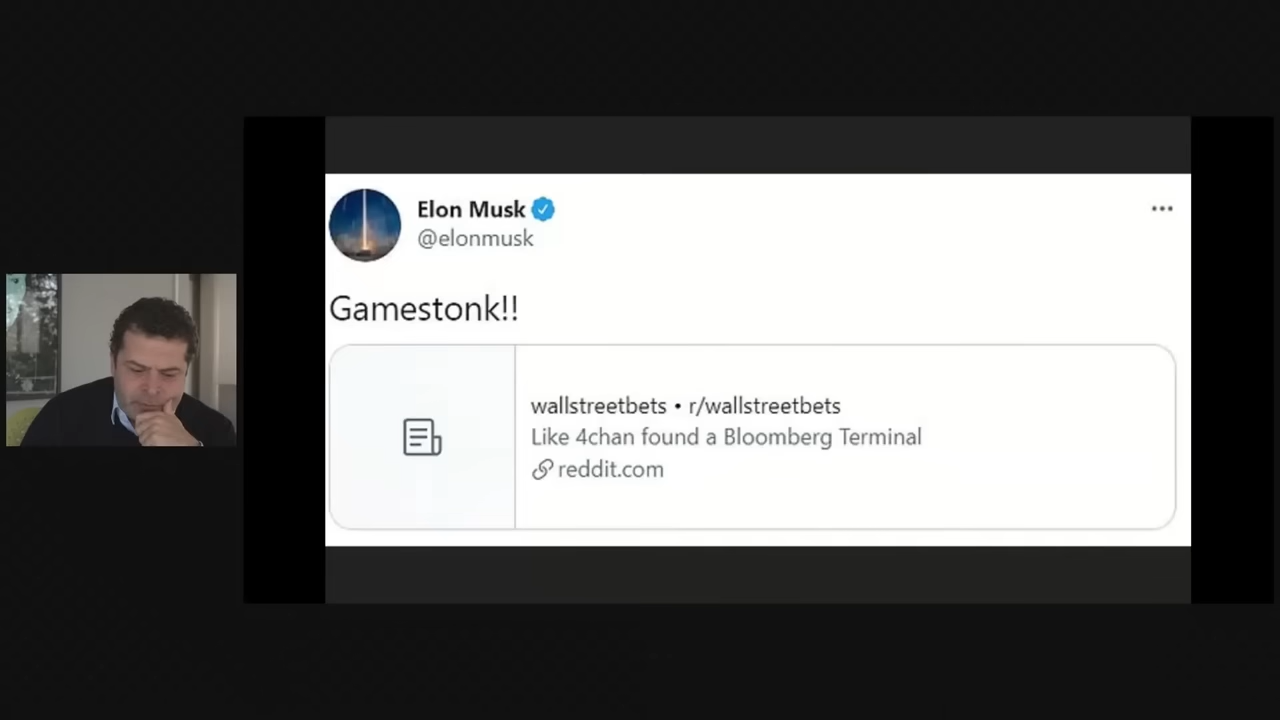 Elon Musk
@elonmusk
Gamestonk!!
wallstreetbets • r/wallstreetbets
Like 4chan found a Bloomberg Terminal
reddit.com